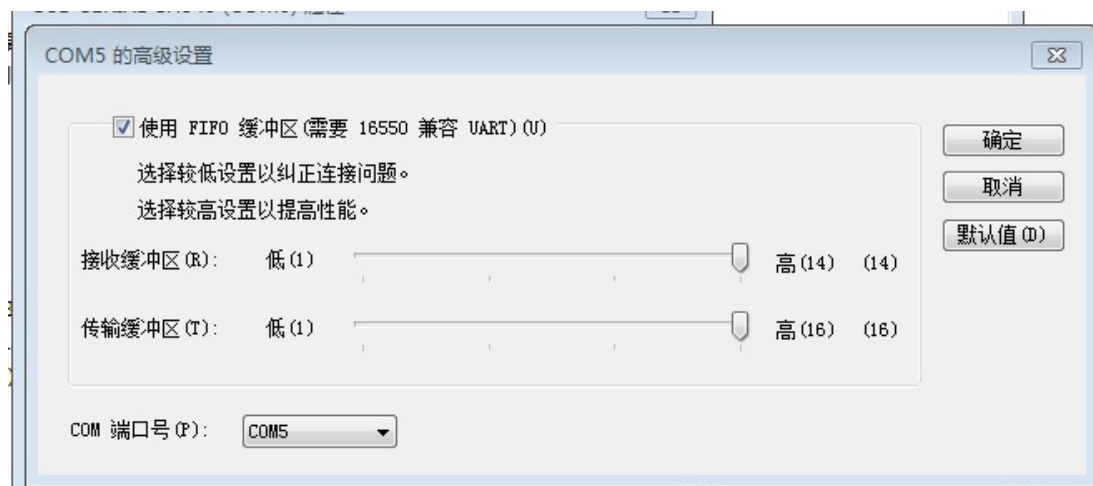 COM5 的高级设置
使用 FIFO 缓冲区(需要 16550 兼容 UART)(U)
确定
选择较低设置以纠正连接问题。
取消
选择较高设置以提高性能。
默认值(D)
接收缓冲区(R): 低(1) 高(14) (14)
传输缓冲区(T): 低(1) 高(16) (16)
COM 端口号(P): COM5